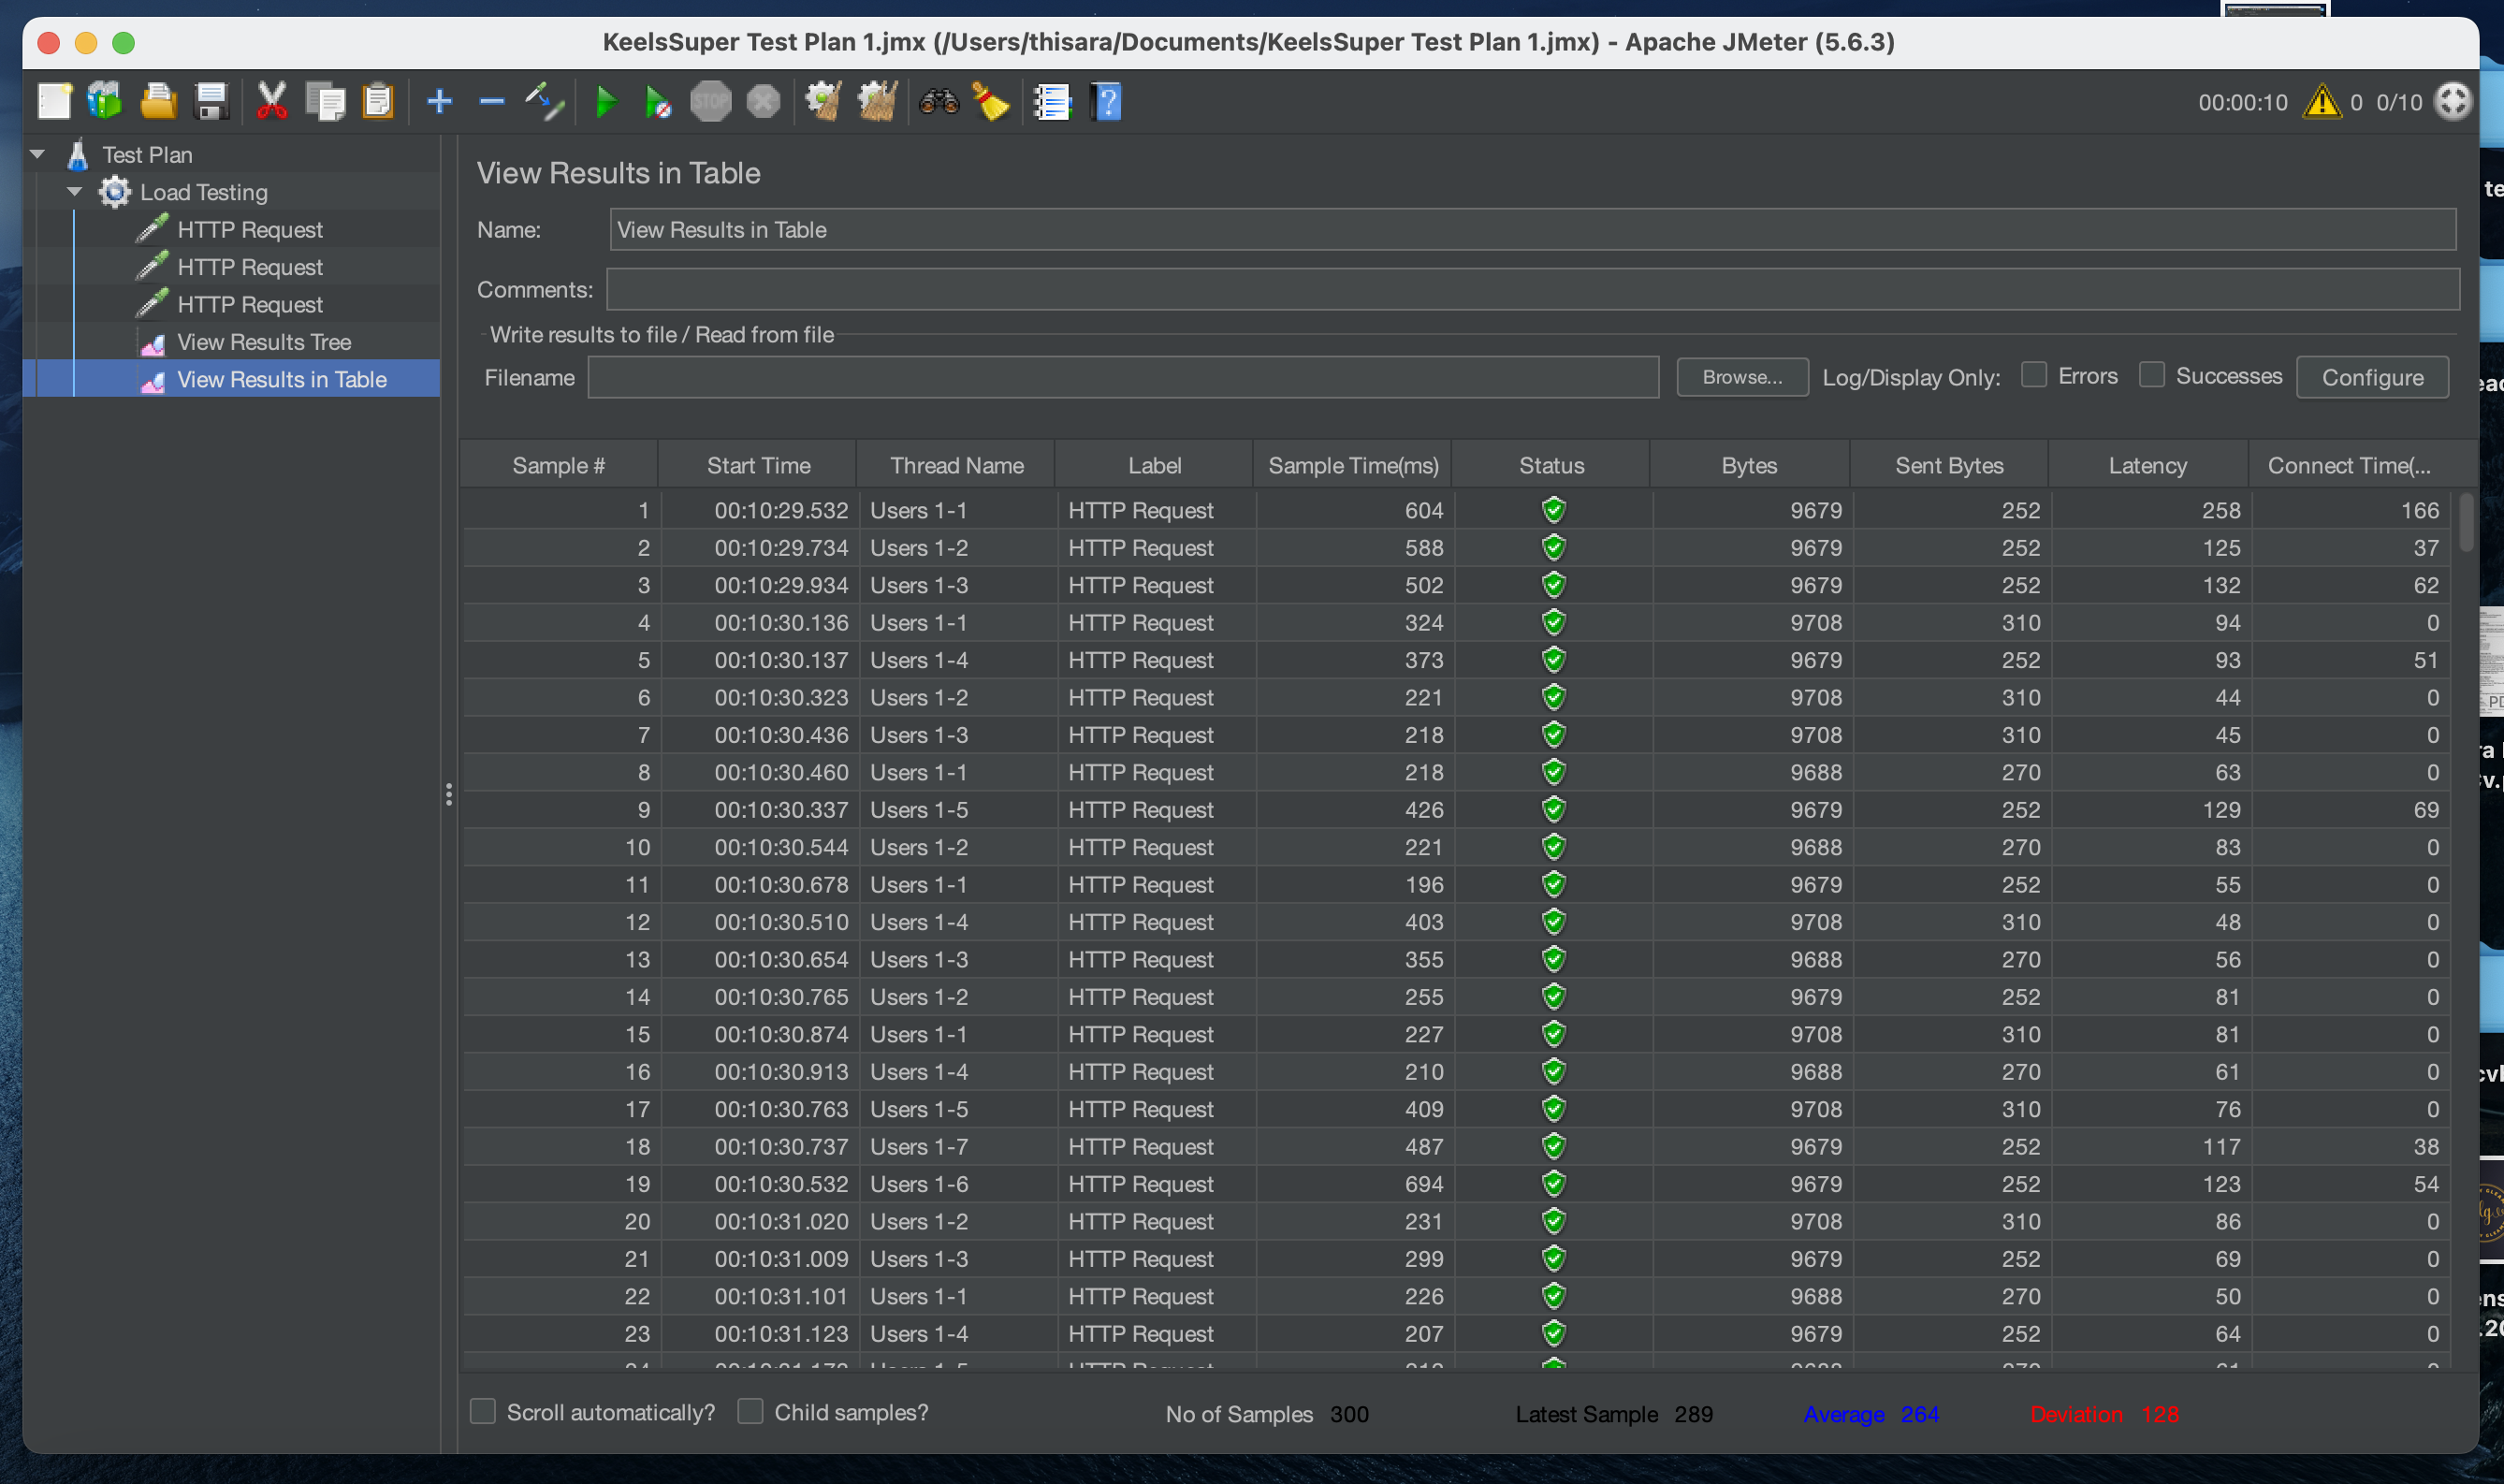 KeelsSuper Test Plan 1.jmx (/Users/thisara/Documents/KeelsSuper Test Plan 1.jmx) - Apache JMeter (5.6.3)
STOP
00:00:10 0 0/10
Test Plan
Load Testing
HTTP Request
HTTP Request
HTTP Request
View Results Tree
View Results in Table
View Results in Table
Name: View Results in Table
Comments:
Write results to file / Read from file
Filename Browse... Log/Display Only: Errors Successes Configure
Sample # Start Time Thread Name Label Sample Time(ms) Status Bytes Sent Bytes Latency Connect Time(...
1 00:10:29.532 Users 1-1 HTTP Request 604 9679 252 258 166
2 00:10:29.734 Users 1-2 HTTP Request 588 9679 252 125 37
3 00:10:29.934 Users 1-3 HTTP Request 502 9679 252 132 62
4 00:10:30.136 Users 1-1 HTTP Request 324 9708 310 94 0
5 00:10:30.137 Users 1-4 HTTP Request 373 9679 252 93 51
6 00:10:30.323 Users 1-2 HTTP Request 221 9708 310 44 0
7 00:10:30.436 Users 1-3 HTTP Request 218 9708 310 45 0
8 00:10:30.460 Users 1-1 HTTP Request 218 9688 270 63 0
9 00:10:30.337 Users 1-5 HTTP Request 426 9679 252 129 69
10 00:10:30.544 Users 1-2 HTTP Request 221 9688 270 83 0
11 00:10:30.678 Users 1-1 HTTP Request 196 9679 252 55 0
12 00:10:30.510 Users 1-4 HTTP Request 403 9708 310 48 0
13 00:10:30.654 Users 1-3 HTTP Request 355 9688 270 56 0
14 00:10:30.765 Users 1-2 HTTP Request 255 9679 252 81 0
15 00:10:30.874 Users 1-1 HTTP Request 227 9708 310 81 0
16 00:10:30.913 Users 1-4 HTTP Request 210 9688 270 61 0
17 00:10:30.763 Users 1-5 HTTP Request 409 9708 310 76 0
18 00:10:30.737 Users 1-7 HTTP Request 487 9679 252 117 38
19 00:10:30.532 Users 1-6 HTTP Request 694 9679 252 123 54
20 00:10:31.020 Users 1-2 HTTP Request 231 9708 310 86 0
21 00:10:31.009 Users 1-3 HTTP Request 299 9679 252 69 0
22 00:10:31.101 Users 1-1 HTTP Request 226 9688 270 50 0
23 00:10:31.123 Users 1-4 HTTP Request 207 9679 252 64 0
Scroll automatically? Child samples? No of Samples 300 Latest Sample 289 Average 264 Deviation 128